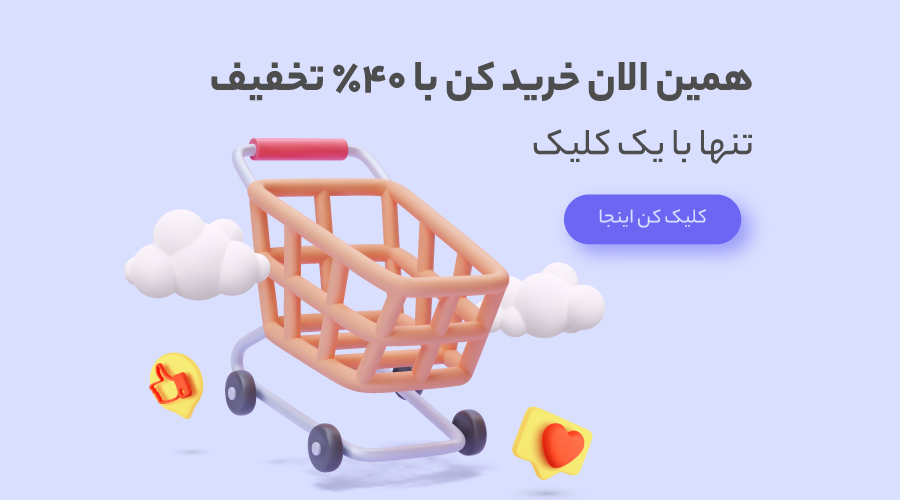 همین الان خرید کن با ۴۰% تخفیف
تنها با یک کلیک
کلیک کن اینجا